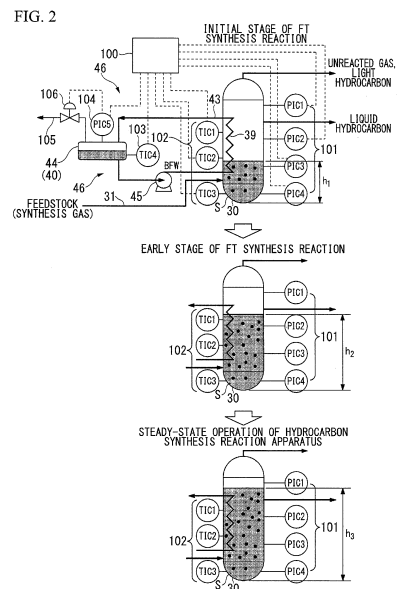 FIG. 2
INITIAL STAGE OF FT
SYNTHESIS REACTION
100
46
UNREACTED GAS,
LIGHT
HYDROCARBON
106
104
43
PIC1
103
102
TIC1
39
LIQUID
HYDROCARBON
PIC5
PIC2
101
105
44
(40)
TIC4
BFW
TIC2
PIC3
h1
46
45
31
TIC3
PIC4
FEEDSTOCK
(SYNTHESIS GAS)
S 30
EARLY STAGE OF FT SYNTHESIS REACTION
PIC1
TIC1
PIC2
101
102
TIC2
h2
PIC3
TIC3
PIC4
S 30
STEADY-STATE OPERATION OF HYDROCARBON
SYNTHESIS REACTION APPARATUS
PIC1
TIC1
PIC2
101
102
TIC2
h3
PIC3
TIC3
PIC4
S 30